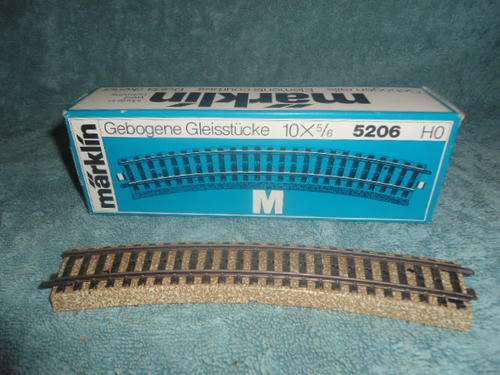 märklin
märklin
Gebogene Gleisstücke 10X5/6 5206 H0
M